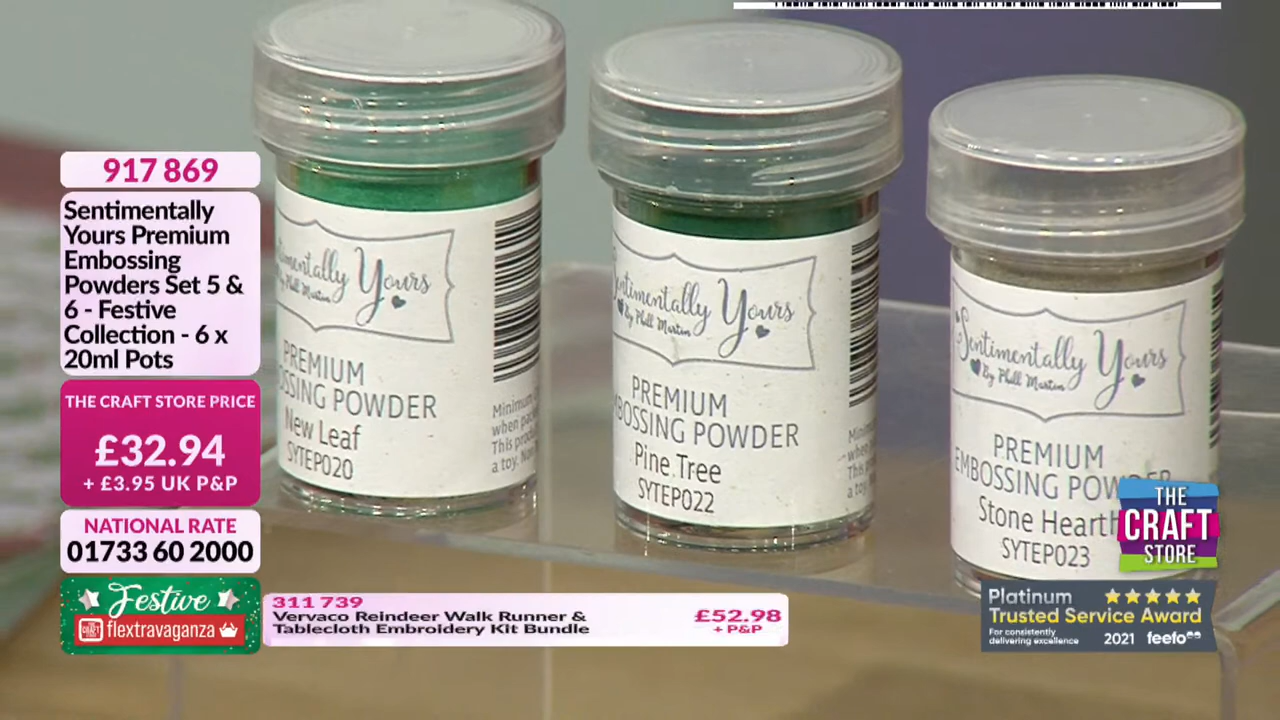 917 869
Sentimentally
Yours Premium
Embossing
Powders Set 5 &
6 - Festive
Collection - 6 x
20ml Pots
THE CRAFT STORE PRICE
£32.94
+ £3.95 UK P&P
NATIONAL RATE
01733 60 2000
Festive
flextravaganza
311 739
Vervaco Reindeer Walk Runner &
Tablecloth Embroidery Kit Bundle
£52.98
+ P&P
Yours
By Phill Martin
PREMIUM
POWDER
New Leaf
SYTEP020
Minimum
when
This
a toy.
Sentimentally Yours
By Phill Martin
PREMIUM
POWDER
Pine Tree
SYTEP022
Sentimentally Yours
By Phill Martin
PREMIUM
EMBOSSING
Stone Hearth
SYTEP023
THE
CRAFT
STORE
Platinum
Trusted Service Award
For consistently
delivering excellence
2021 feefo